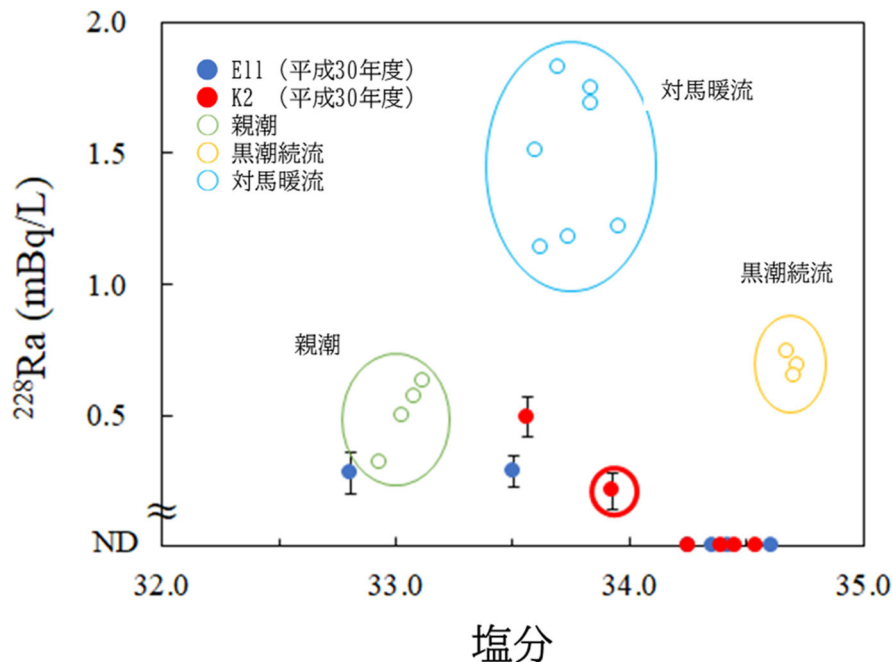 2.0
1.5
1.0
0.5
ND
²²⁸Ra (mBq/L)
E11 (平成30年度)
K2 (平成30年度)
親潮
黒潮続流
対馬暖流
対馬暖流
黒潮続流
親潮
≈
32.0 33.0 34.0 35.0
塩分